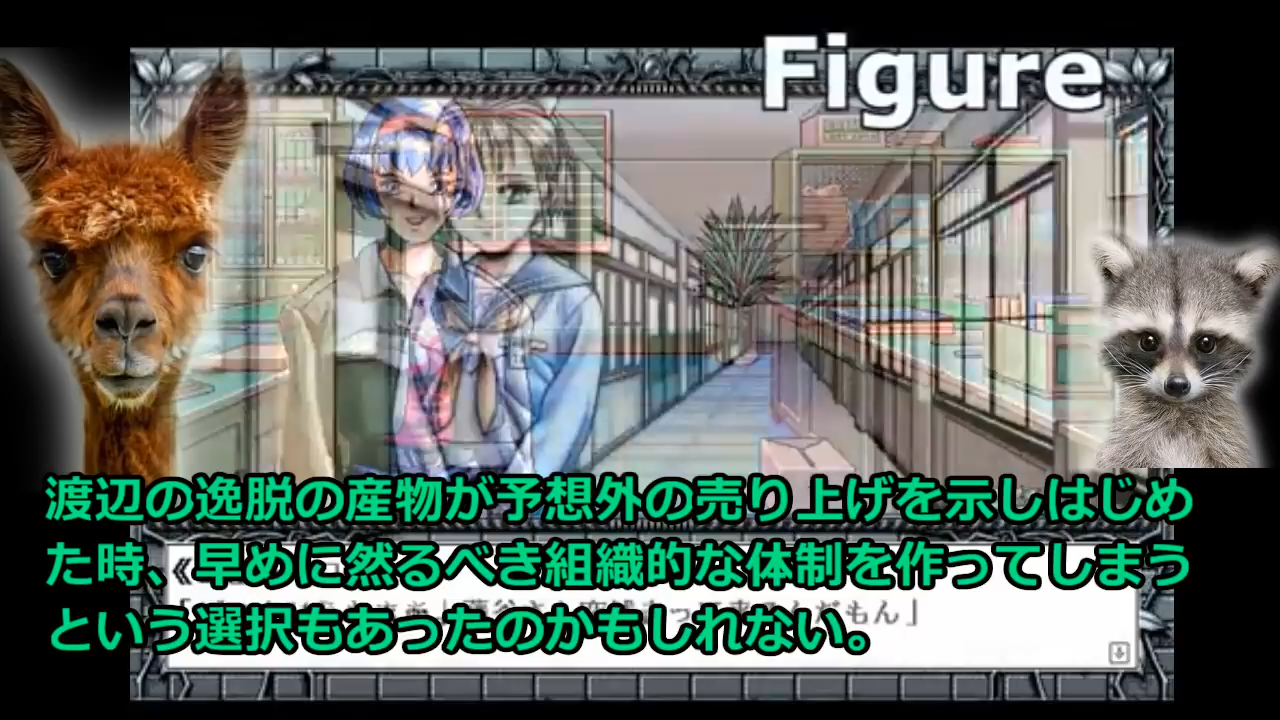 Figure
渡辺の逸脱の産物が予想外の売り上げを示しはじめ
た時、早めに然るべき組織的な体制を作ってしまう
という選択もあったのかもしれない。